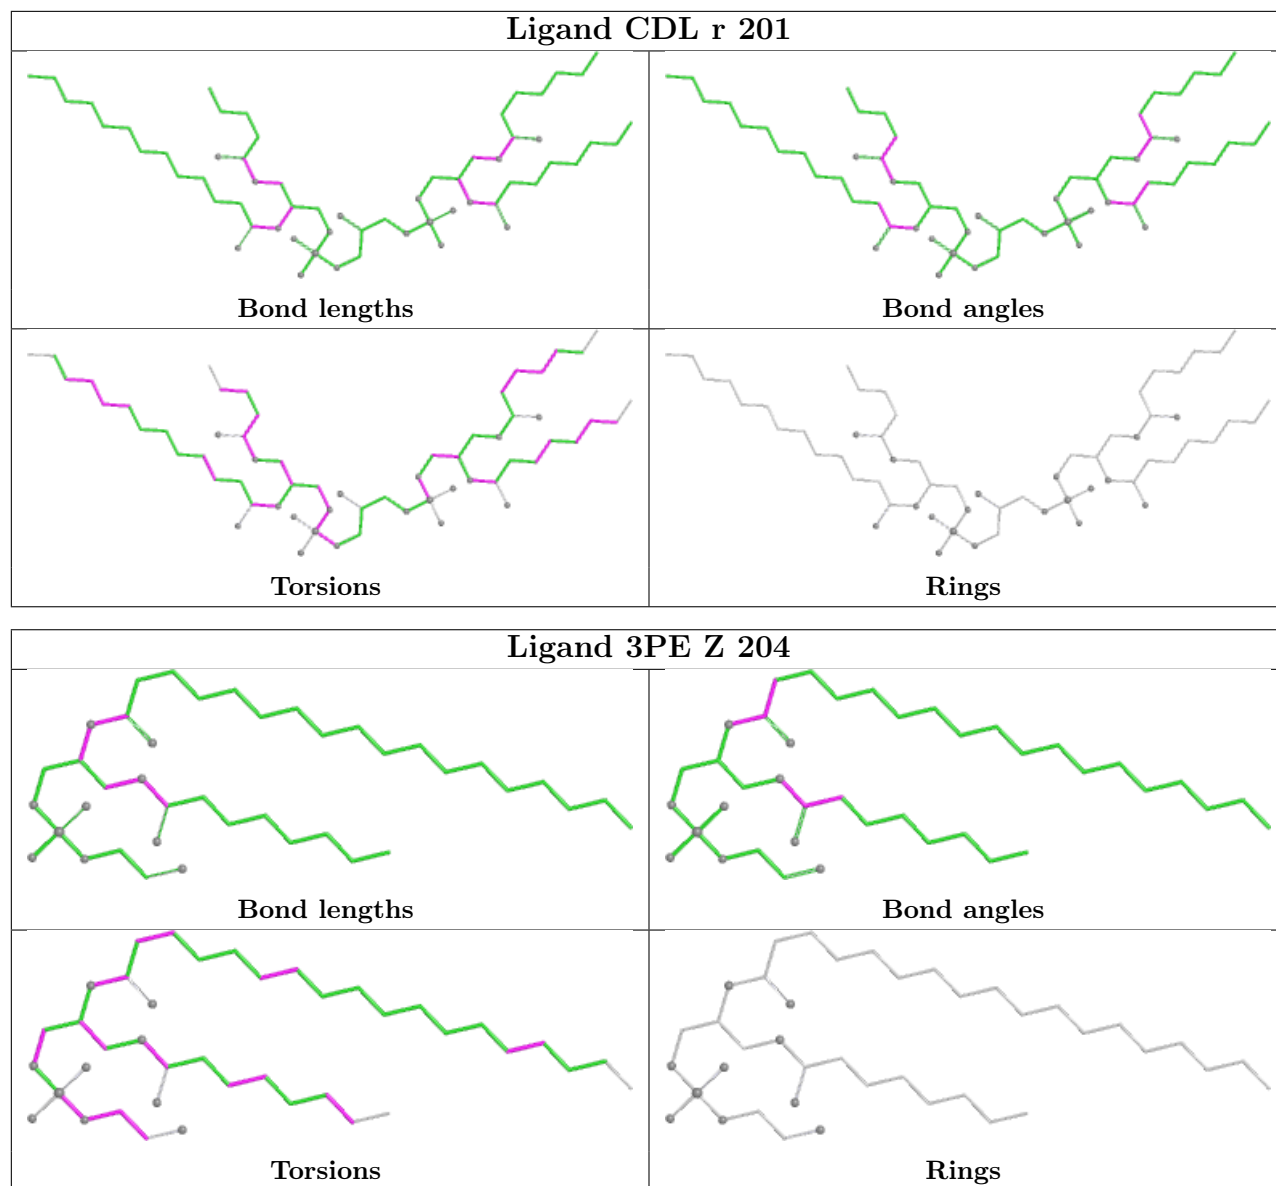 Ligand CDL r 201
Bond lengths
Bond angles
Torsions
Rings
Ligand 3PE Z 204
Bond lengths
Bond angles
Torsions
Rings